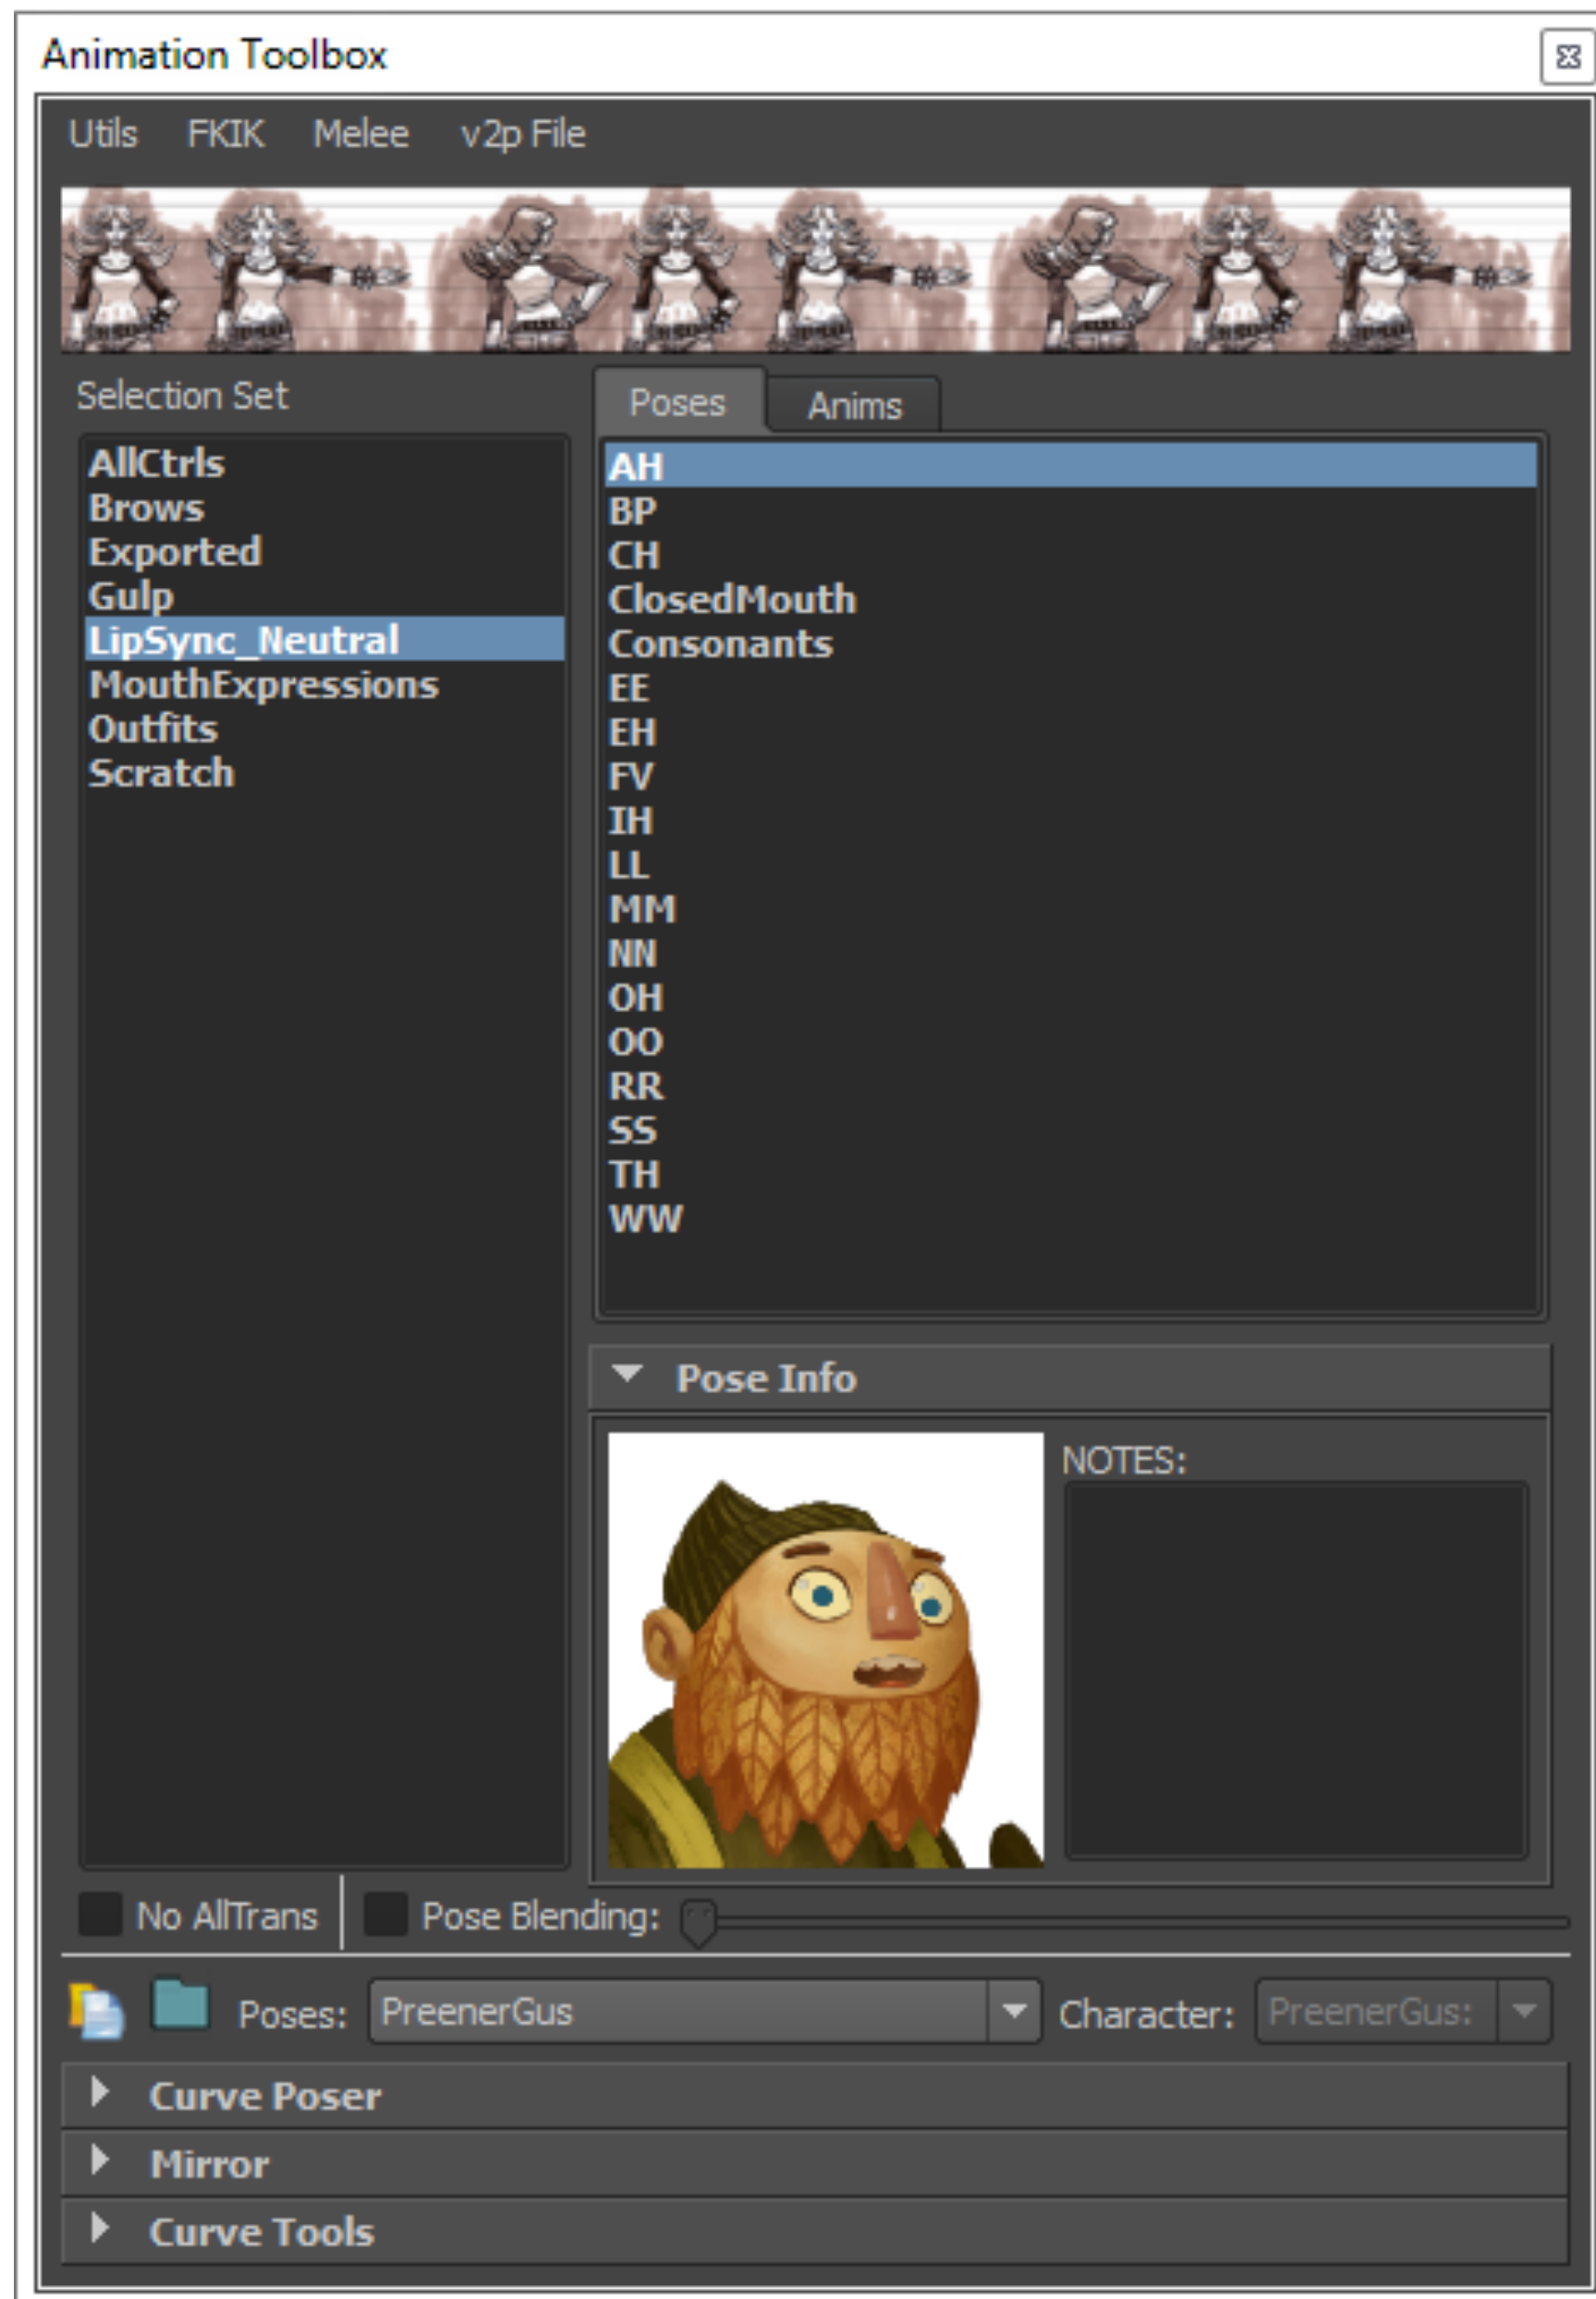 Animation Toolbox
Utils FKIK Melee v2p File
Selection Set
AllCtrls
Brows
Exported
Gulp
LipSync_Neutral
MouthExpressions
Outfits
Scratch
Poses Anims
AH
BP
CH
ClosedMouth
Consonants
EE
EH
FV
IH
LL
MM
NN
OH
OO
RR
SS
TH
WW
Pose Info
NOTES:
No AllTrans
Pose Blending:
Poses: PreenerGus Character: PreenerGus:
Curve Poser
Mirror
Curve Tools